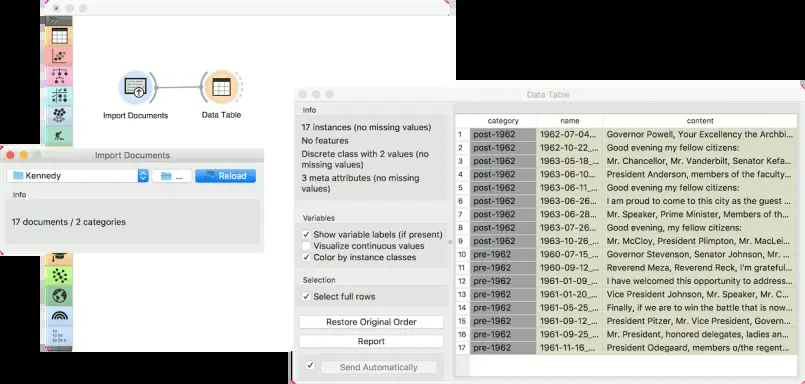 Import Documents
Data Table
Import Documents
Kennedy
...
Reload
Info
17 documents / 2 categories
Data Table
Info
17 instances (no missing values)
No features
Discrete class with 2 values (no missing values)
3 meta attributes (no missing values)
Variables
Show variable labels (if present)
Visualize continuous values
Color by instance classes
Selection
Select full rows
Restore Original Order
Report
Send Automatically
category name content
1 post-1962 1962-07-04... Governor Powell, Your Excellency the Archbi...
2 post-1962 1962-10-22_... Good evening my fellow citizens:
3 post-1962 1963-05-18_... Mr. Chancellor, Mr. Vanderbilt, Senator Kefa...
4 post-1962 1963-06-10... President Anderson, members of the faculty...
5 post-1962 1963-06-11_... Good evening my fellow citizens:
6 post-1962 1963-06-26... I am proud to come to this city as the guest ...
7 post-1962 1963-06-28... Mr. Speaker, Prime Minister, Members of th...
8 post-1962 1963-07-26... Good evening, my fellow citizens:
9 post-1962 1963-10-26_... Mr. McCloy, President Plimpton, Mr. MacLei...
10 pre-1962 1960-07-15_... Governor Stevenson, Senator Johnson, Mr. ...
11 pre-1962 1960-09-12_... Reverend Meza, Reverend Reck, I'm grateful...
12 pre-1962 1961-01-09_... I have welcomed this opportunity to address...
13 pre-1962 1961-01-20_... Vice President Johnson, Mr. Speaker, Mr. C...
14 pre-1962 1961-05-25_... Finally, if we are to win the battle that is now...
15 pre-1962 1961-09-12_... President Pitzer, Mr. Vice President, Govern...
16 pre-1962 1961-09-25_... Mr. President, honored delegates, ladies an...
17 pre-1962 1961-11-16_... President Odegaard, members o/the regent...